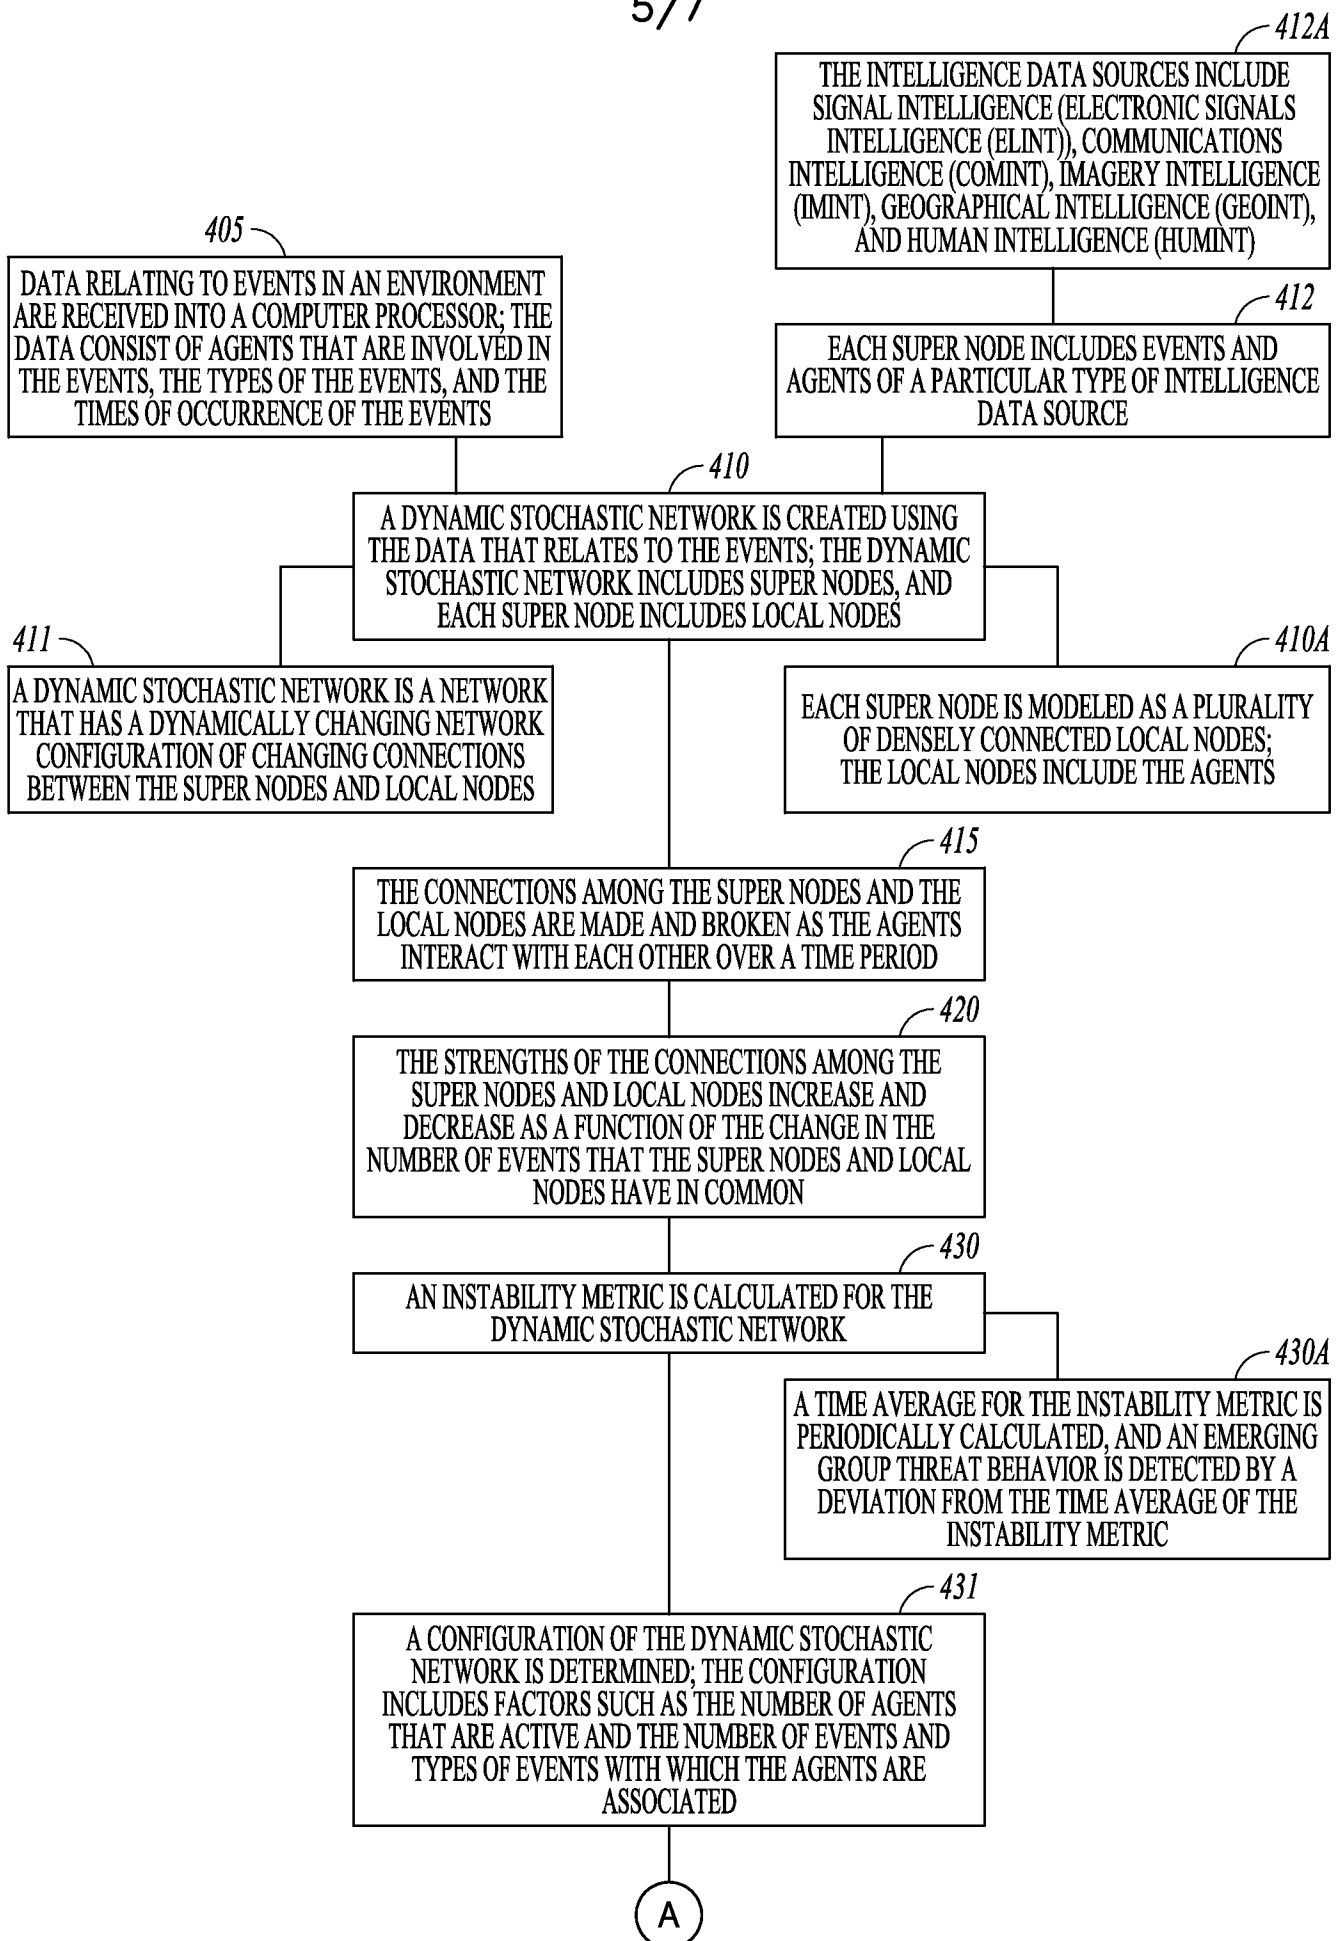 5/7
412A
THE INTELLIGENCE DATA SOURCES INCLUDE
SIGNAL INTELLIGENCE (ELECTRONIC SIGNALS
INTELLIGENCE (ELINT)), COMMUNICATIONS
INTELLIGENCE (COMINT), IMAGERY INTELLIGENCE
(IMINT), GEOGRAPHICAL INTELLIGENCE (GEOINT),
AND HUMAN INTELLIGENCE (HUMINT)
405
DATA RELATING TO EVENTS IN AN ENVIRONMENT
ARE RECEIVED INTO A COMPUTER PROCESSOR; THE
DATA CONSIST OF AGENTS THAT ARE INVOLVED IN
THE EVENTS, THE TYPES OF THE EVENTS, AND THE
TIMES OF OCCURRENCE OF THE EVENTS
412
EACH SUPER NODE INCLUDES EVENTS AND
AGENTS OF A PARTICULAR TYPE OF INTELLIGENCE
DATA SOURCE
410
A DYNAMIC STOCHASTIC NETWORK IS CREATED USING
THE DATA THAT RELATES TO THE EVENTS; THE DYNAMIC
STOCHASTIC NETWORK INCLUDES SUPER NODES, AND
EACH SUPER NODE INCLUDES LOCAL NODES
411
A DYNAMIC STOCHASTIC NETWORK IS A NETWORK
THAT HAS A DYNAMICALLY CHANGING NETWORK
CONFIGURATION OF CHANGING CONNECTIONS
BETWEEN THE SUPER NODES AND LOCAL NODES
410A
EACH SUPER NODE IS MODELED AS A PLURALITY
OF DENSELY CONNECTED LOCAL NODES;
THE LOCAL NODES INCLUDE THE AGENTS
415
THE CONNECTIONS AMONG THE SUPER NODES AND THE
LOCAL NODES ARE MADE AND BROKEN AS THE AGENTS
INTERACT WITH EACH OTHER OVER A TIME PERIOD
420
THE STRENGTHS OF THE CONNECTIONS AMONG THE
SUPER NODES AND LOCAL NODES INCREASE AND
DECREASE AS A FUNCTION OF THE CHANGE IN THE
NUMBER OF EVENTS THAT THE SUPER NODES AND LOCAL
NODES HAVE IN COMMON
430
AN INSTABILITY METRIC IS CALCULATED FOR THE
DYNAMIC STOCHASTIC NETWORK
430A
A TIME AVERAGE FOR THE INSTABILITY METRIC IS
PERIODICALLY CALCULATED, AND AN EMERGING
GROUP THREAT BEHAVIOR IS DETECTED BY A
DEVIATION FROM THE TIME AVERAGE OF THE
INSTABILITY METRIC
431
A CONFIGURATION OF THE DYNAMIC STOCHASTIC
NETWORK IS DETERMINED; THE CONFIGURATION
INCLUDES FACTORS SUCH AS THE NUMBER OF AGENTS
THAT ARE ACTIVE AND THE NUMBER OF EVENTS AND
TYPES OF EVENTS WITH WHICH THE AGENTS ARE
ASSOCIATED
A